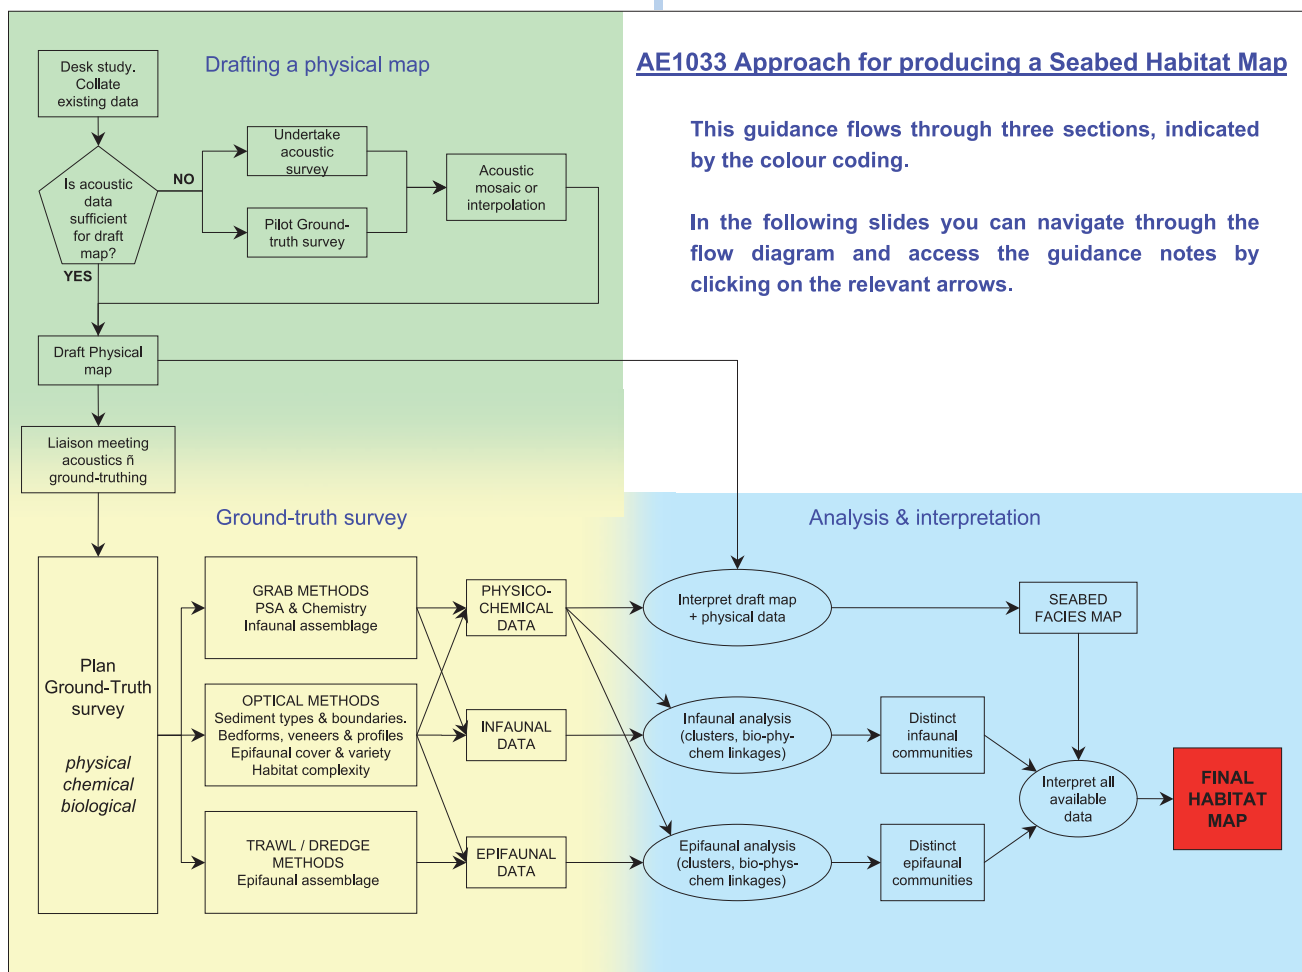 Drafting a physical map
AE1033 Approach for producing a Seabed Habitat Map
This guidance flows through three sections, indicated
by the colour coding.
In the following slides you can navigate through the
flow diagram and access the guidance notes by
clicking on the relevant arrows.
Desk study.
Collate
existing data
Is acoustic
data
sufficient
for draft
map?
NO
YES
Undertake
acoustic
survey
Pilot Ground-
truth survey
Acoustic
mosaic or
interpolation
Draft Physical
map
Liaison meeting
acoustics ñ
ground-truthing
Ground-truth survey
Plan
Ground-Truth
survey
physical
chemical
biological
GRAB METHODS
PSA & Chemistry
Infaunal assemblage
OPTICAL METHODS
Sediment types & boundaries.
Bedforms, veneers & profiles
Epifaunal cover & variety
Habitat complexity
TRAWL / DREDGE
METHODS
Epifaunal assemblage
PHYSICO-
CHEMICAL
DATA
INFAUNAL
DATA
EPIFAUNAL
DATA
Analysis & interpretation
Interpret draft map
+ physical data
SEABED
FACIES MAP
Infaunal analysis
(clusters, bio-phy-
chem linkages)
Distinct
infaunal
communities
Epifaunal analysis
(clusters, bio-phys-
chem linkages)
Distinct
epifaunal
communities
Interpret all
available
data
FINAL
HABITAT
MAP